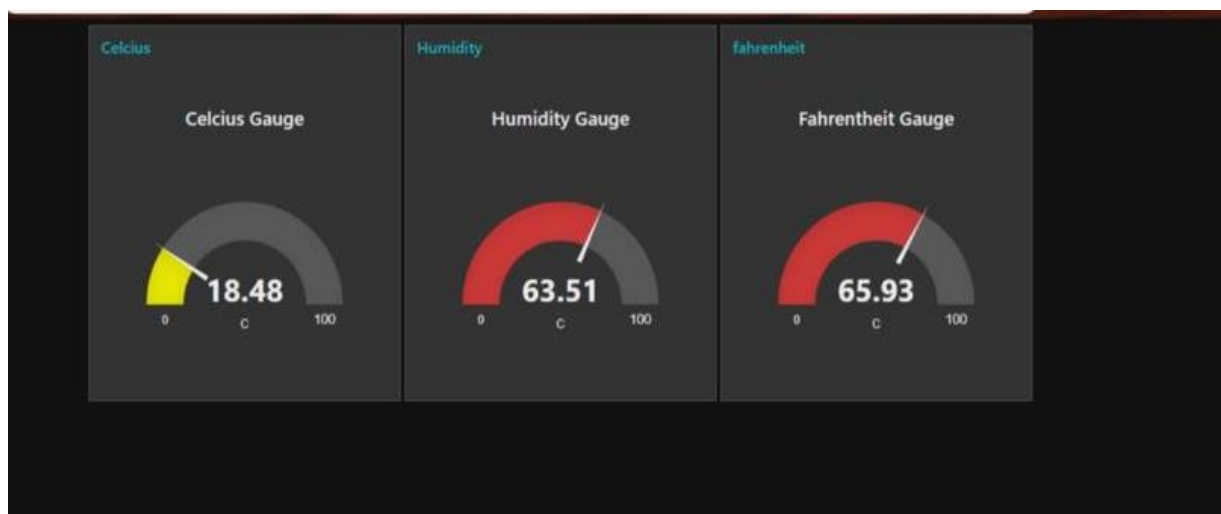 Celcius
Celcius Gauge
18.48
0
C
100
Humidity
Humidity Gauge
63.51
0
C
100
fahrenheit
Fahrentheit Gauge
65.93
0
C
100